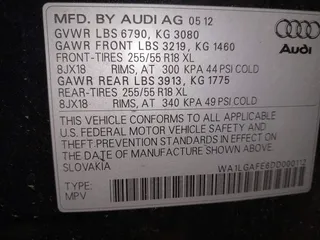 MFD. BY AUDI AG 05 12
GVWR LBS 6790, KG 3080
GAWR FRONT LBS 3219, KG 1460
FRONT-TIRES 255/55 R18 XL
8JX18 RIMS, AT 300 KPA 44 PSI COLD
GAWR REAR LBS 3913, KG 1775
REAR-TIRES 255/55 R18 XL
8JX18 RIMS, AT 340 KPA 49 PSI COLD
Audi
THIS VEHICLE CONFORMS TO ALL APPLICABLE
U.S. FEDERAL MOTOR VEHICLE SAFETY, BUMPER
AND THEFT-PREVENTION STANDARDS IN EFFECT ON
THE DATE OF MANUFACTURE SHOWN ABOVE.
SLOVAKIA
WA1LGAFE6DD000112
TYPE:
MPV